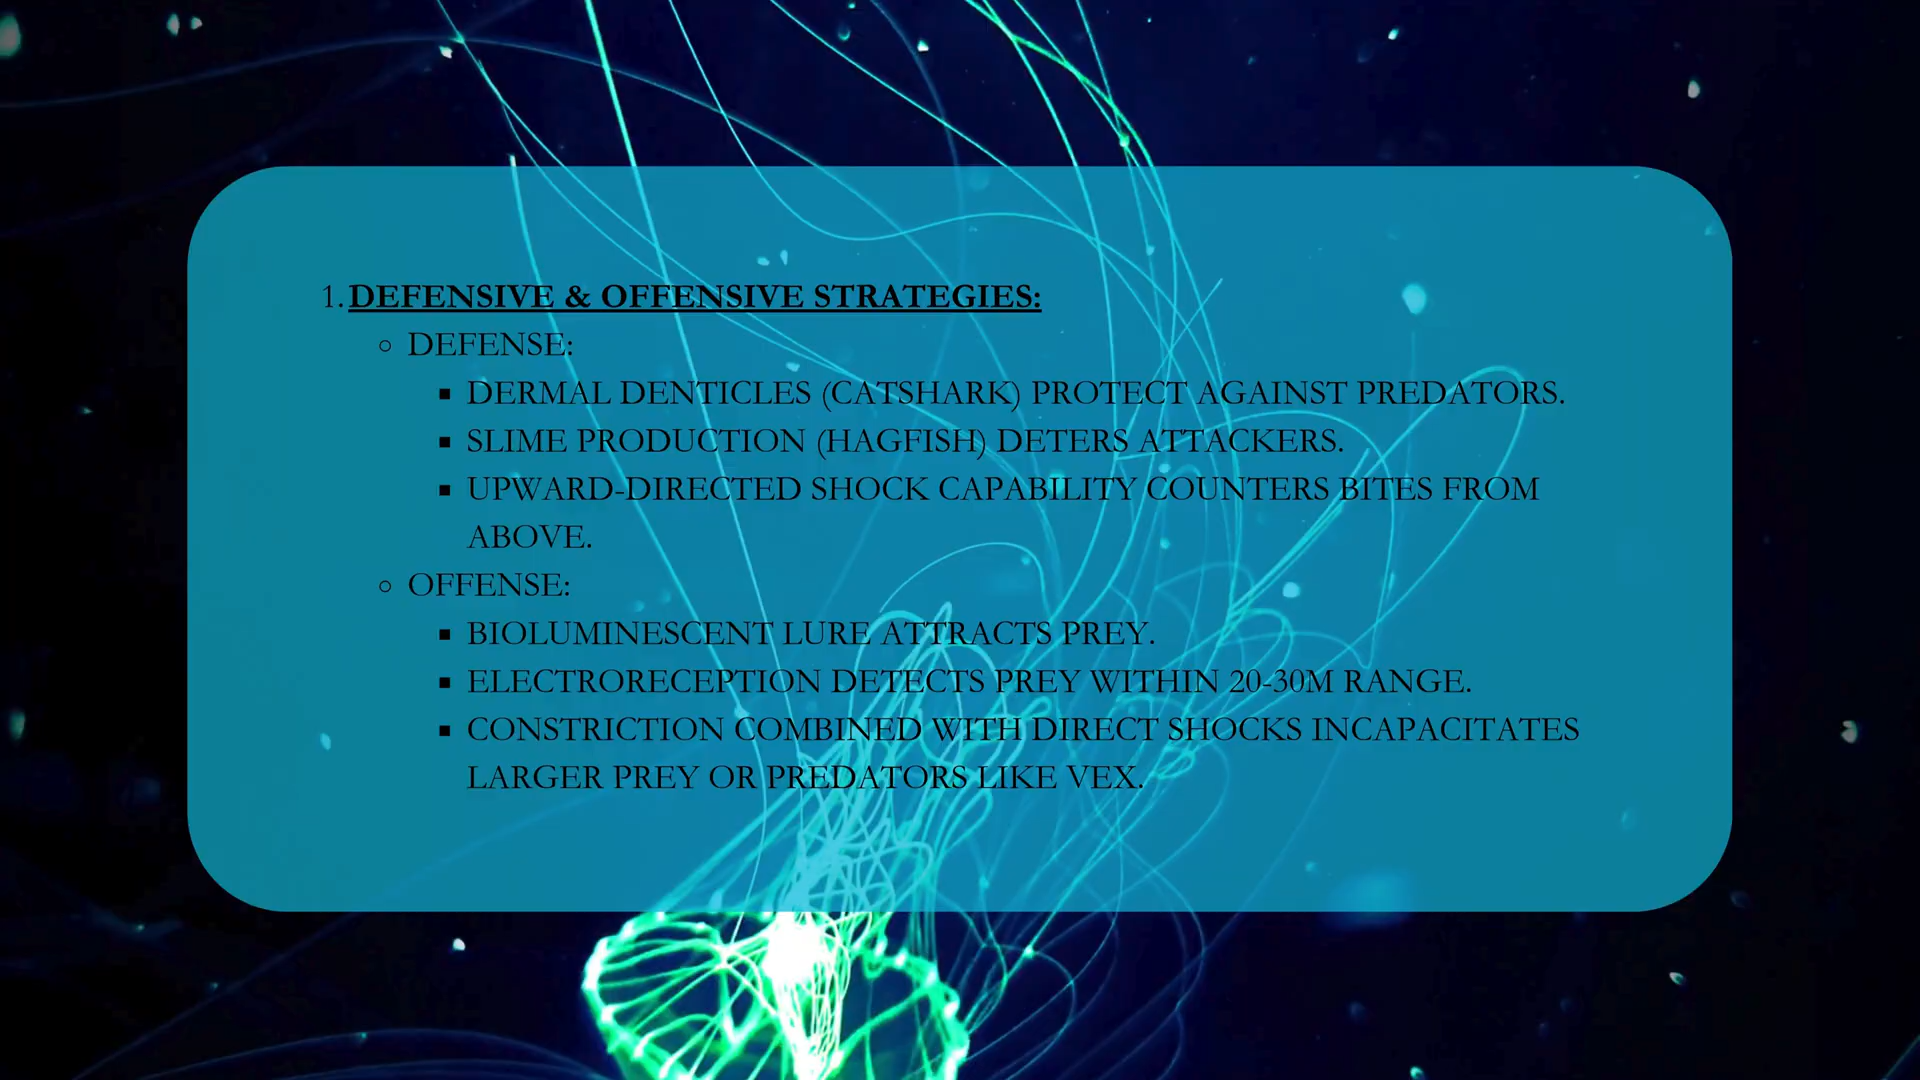 1. DEFENSIVE & OFFENSIVE STRATEGIES:
DEFENSE:
DERMAL DENTICLES (CATSHARK) PROTECT AGAINST PREDATORS.
SLIME PRODUCTION (HAGFISH) DETERS ATTACKERS.
UPWARD-DIRECTED SHOCK CAPABILITY COUNTERS BITES FROM
ABOVE.
OFFENSE:
BIOLUMINESCENT LURE ATTRACTS PREY.
ELECTRORECEPTION DETECTS PREY WITHIN 20-30M RANGE.
CONSTRICTION COMBINED WITH DIRECT SHOCKS INCAPACITATES
LARGER PREY OR PREDATORS LIKE VEX.